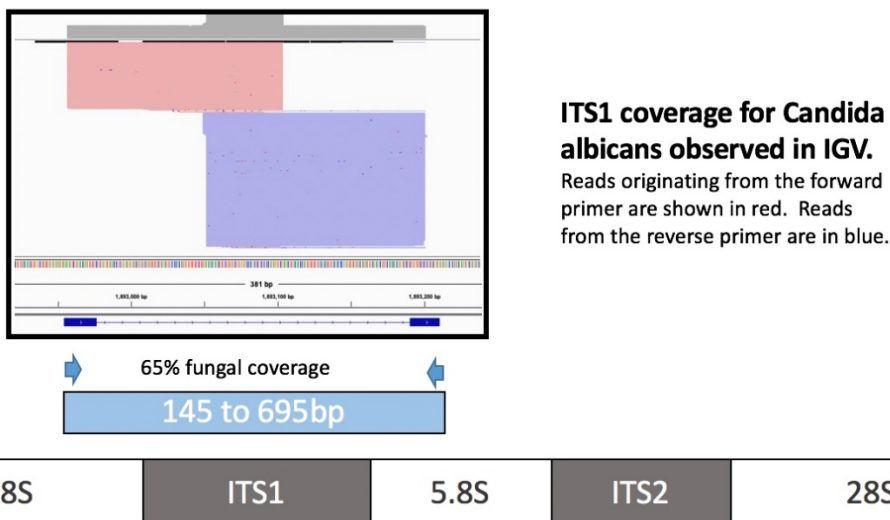 ITS1 coverage for Candida
albicans observed in IGV.
Reads originating from the forward
primer are shown in red. Reads
from the reverse primer are in blue.
381 bp
1,893,000 bp
1,893,100 bp
1,893,200 bp
65% fungal coverage
145 to 695bp
8S ITS1 5.8S ITS2 28S